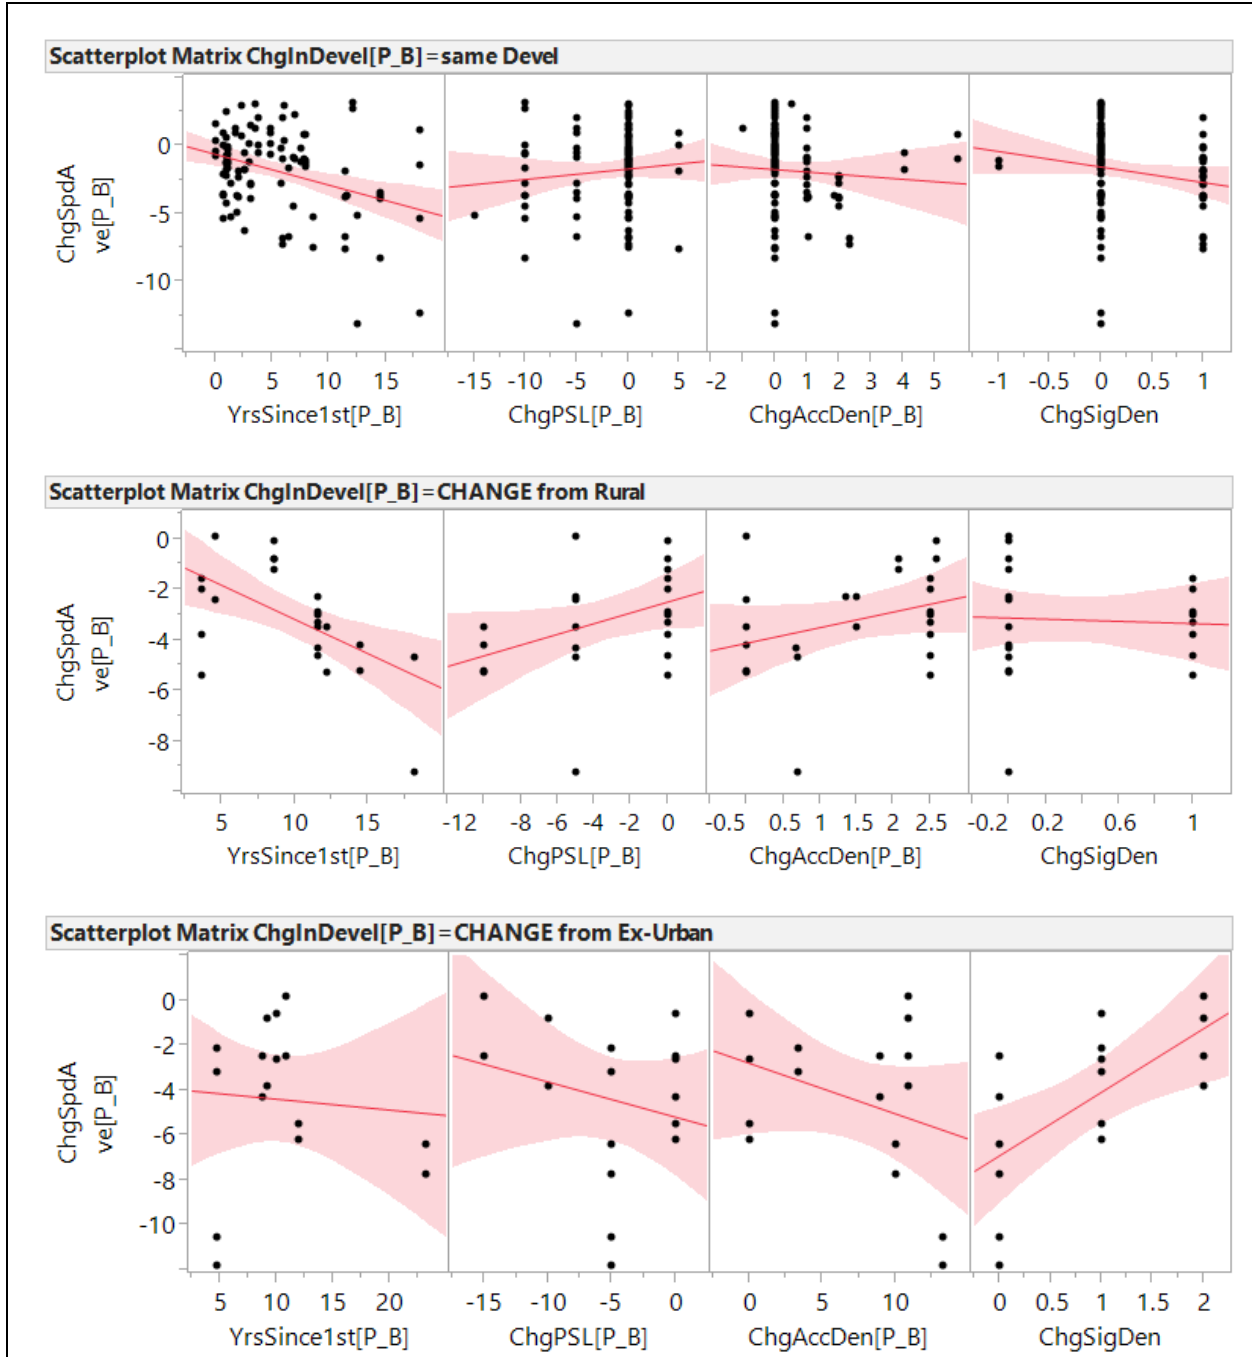 Scatterplot Matrix ChgInDevel[P_B]=same Devel
ChgSpdA
ve[P_B]
0
-5
-10
0 5 10 15
-15 -10 -5 0 5
-2 0 1 2 3 4 5
-1 -0.5 0 0.5 1
YrsSince1st[P_B]
ChgPSL[P_B]
ChgAccDen[P_B]
ChgSigDen
Scatterplot Matrix ChgInDevel[P_B]=CHANGE from Rural
ChgSpdA
ve[P_B]
0
-2
-4
-6
-8
5 10 15
-12 -8 -6 -4 -2 0
-0.5 0 0.5 1 1.5 2 2.5
-0.2 0.2 0.6 1
YrsSince1st[P_B]
ChgPSL[P_B]
ChgAccDen[P_B]
ChgSigDen
Scatterplot Matrix ChgInDevel[P_B]=CHANGE from Ex-Urban
ChgSpdA
ve[P_B]
0
-2
-4
-6
-8
-10
5 10 15 20
-15 -10 -5 0
0 5 10
0 0.5 1 1.5 2
YrsSince1st[P_B]
ChgPSL[P_B]
ChgAccDen[P_B]
ChgSigDen